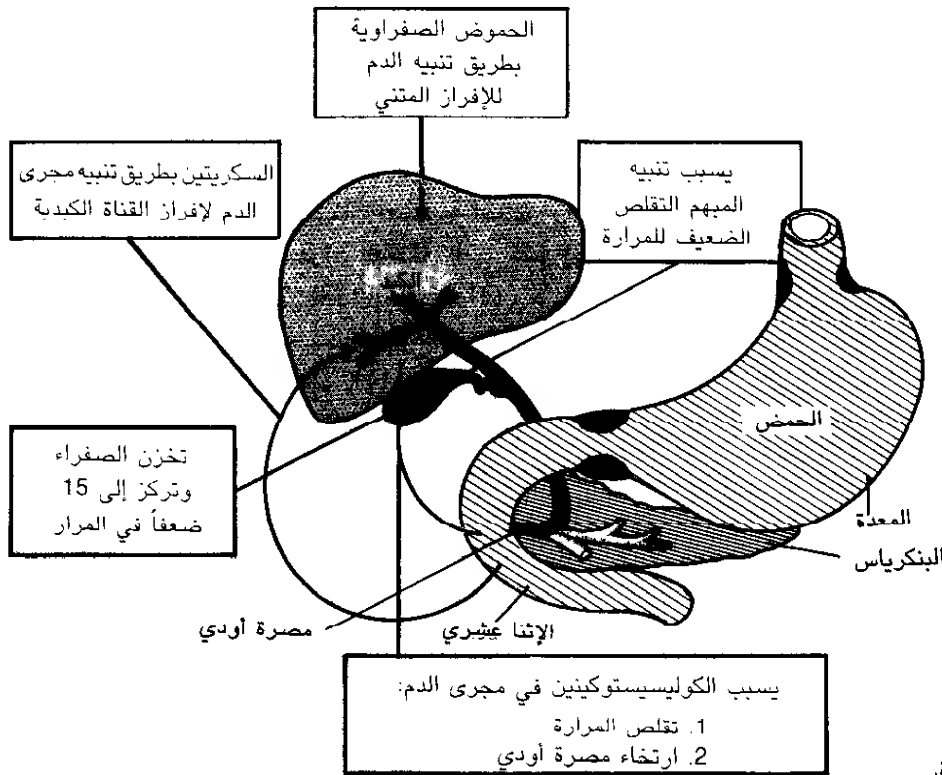 الحموض الصفراوية
بطريق تنبيه الدم
للإفراز المتني
السكريتين بطريق تنبيه مجرى
الدم لإفراز القناة الكبدية
يسبب تنبيه
المبهم التقلص
الضعيف للمرارة
تخزن الصفراء
وتركز إلى 15
ضعفاً في المرار
الحمض
المعدة
البنكرياس
الإثنا عشري
مصرة أودي
يسبب الكوليسيستوكينين في مجرى الدم:
1. تقلص المرارة
2. ارتخاء مصرة أودي